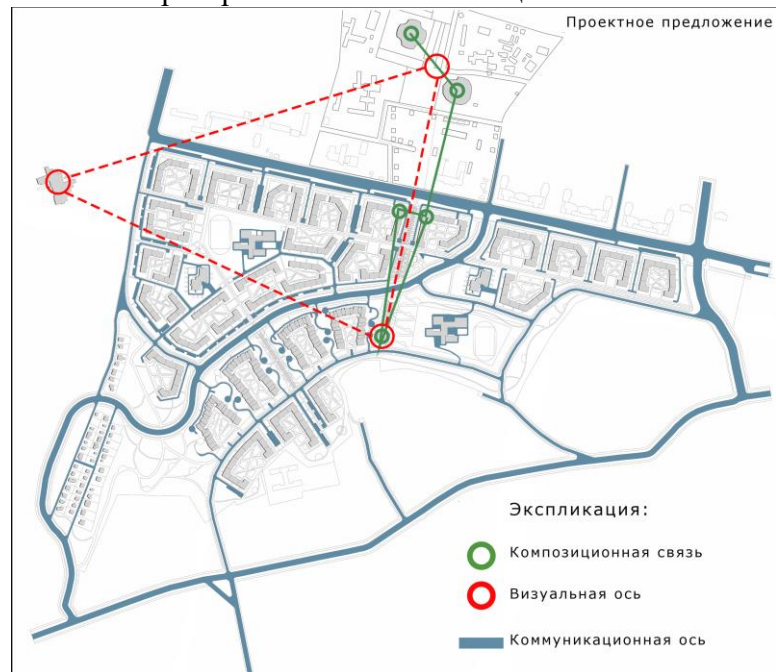 Проектное предложение
Экспликация:
Композиционная связь
Визуальная ось
Коммуникационная ось